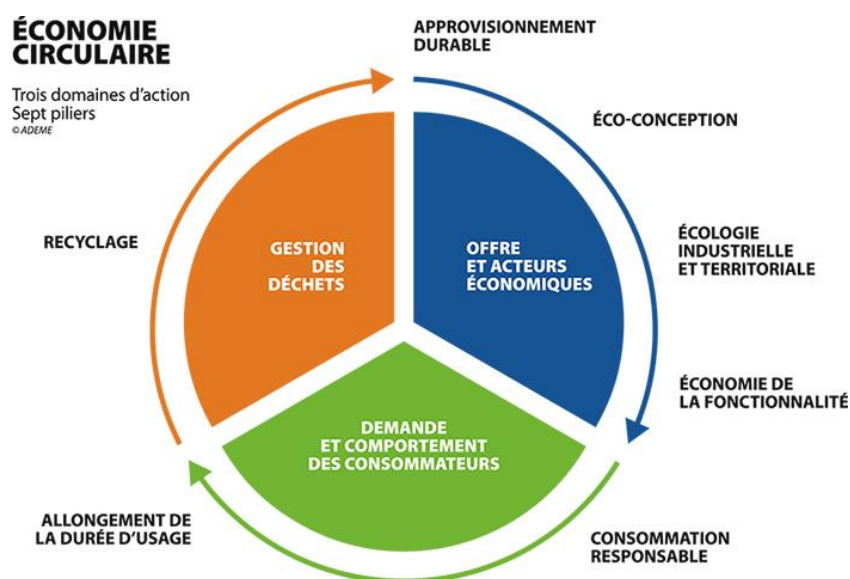 ÉCONOMIE
CIRCULAIRE
Trois domaines d’action
Sept piliers
© ADEME
APPROVISIONNEMENT
DURABLE
ÉCO-CONCEPTION
ÉCOLOGIE
INDUSTRIELLE
ET TERRITORIALE
ÉCONOMIE DE
LA FONCTIONNALITÉ
CONSOMMATION
RESPONSABLE
ALLONGEMENT DE
LA DURÉE D’USAGE
RECYCLAGE
GESTION
DES
DÉCHETS
OFFRE
ET ACTEURS
ÉCONOMIQUES
DEMANDE
ET COMPORTEMENT
DES CONSOMMATEURS